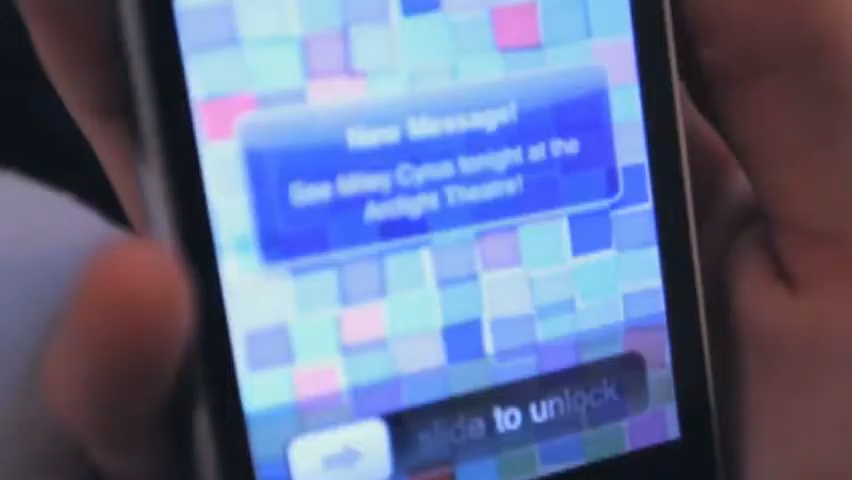 New Message!
See Miley Cyrus tonight at the
Arclight Theatre!
slide to unlock